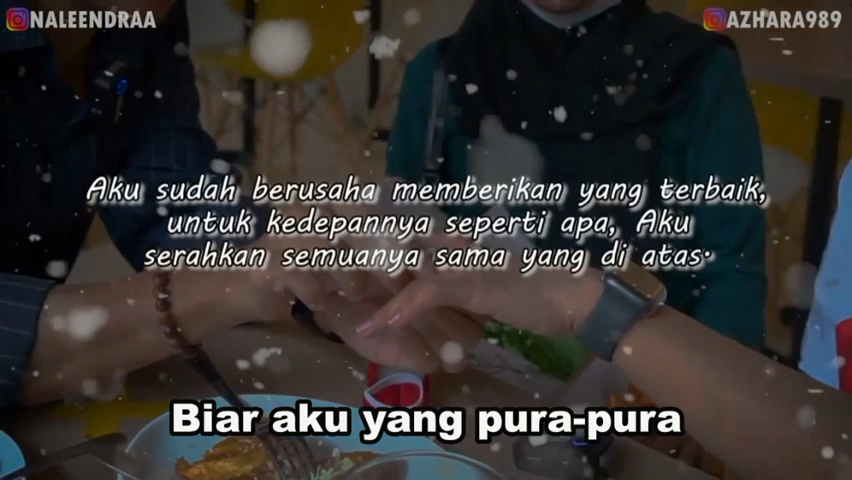 NALEENDRAA
AZHARA989
Aku sudah berusaha memberikan yang terbaik,
untuk kedepannya seperti apa, Aku
serahkan semuanya sama yang di atas.
Biar aku yang pura-pura